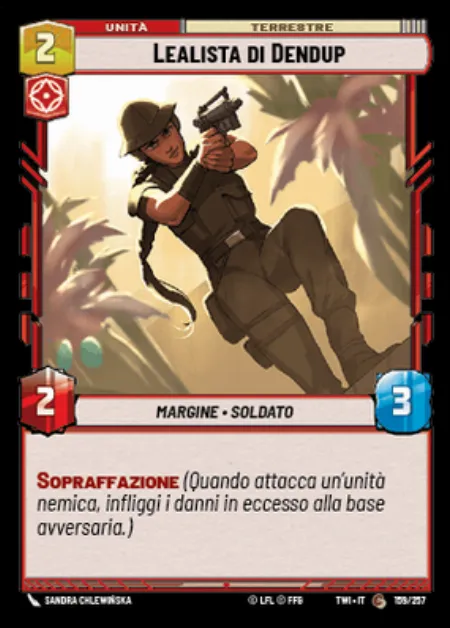 UNITÀ
TERRESTRE
2
LEALISTA DI DENDUP
2
MARGINE • SOLDATO
3
SOPRAFFAZIONE (Quando attacca un'unità
nemica, infliggi i danni in eccesso alla base
avversaria.)
SANDRA CHLEWIŃSKA
© LFL © FFG
TWI • IT
C
159/257